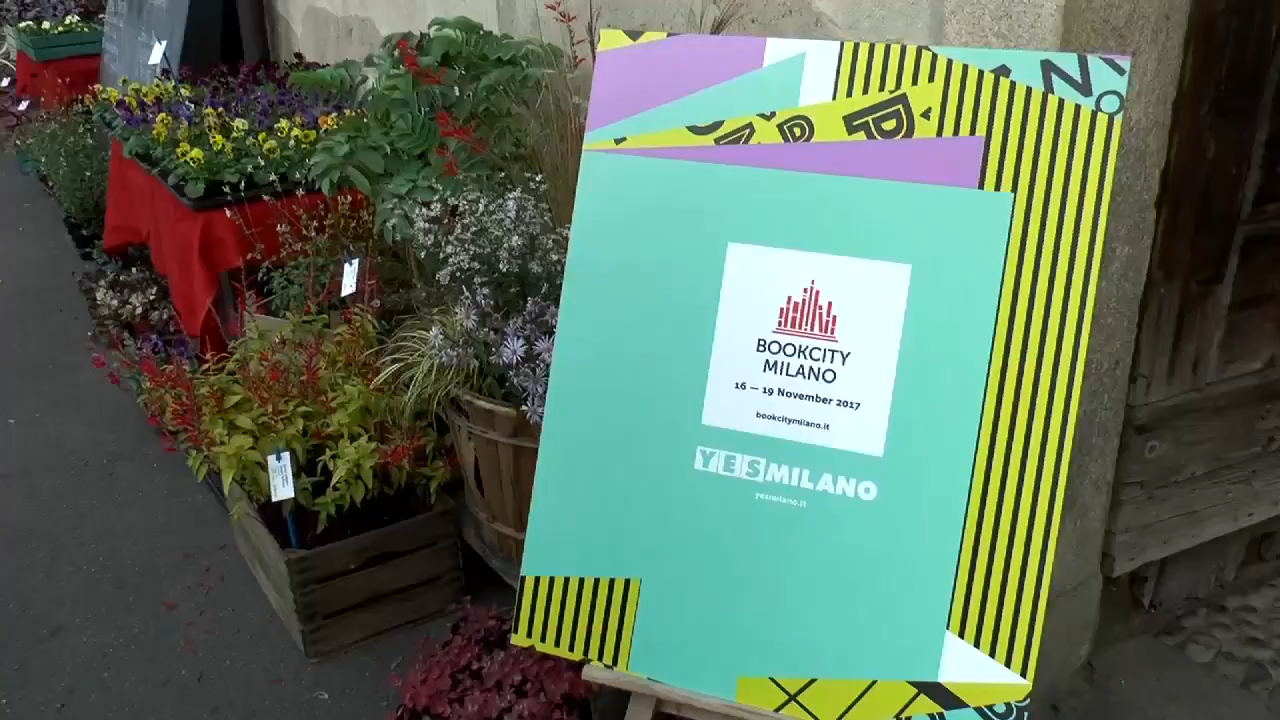 BOOKCITY
MILANO
16 — 19 November 2017
bookcitymilano.it
YESMILANO
yesmilano.it